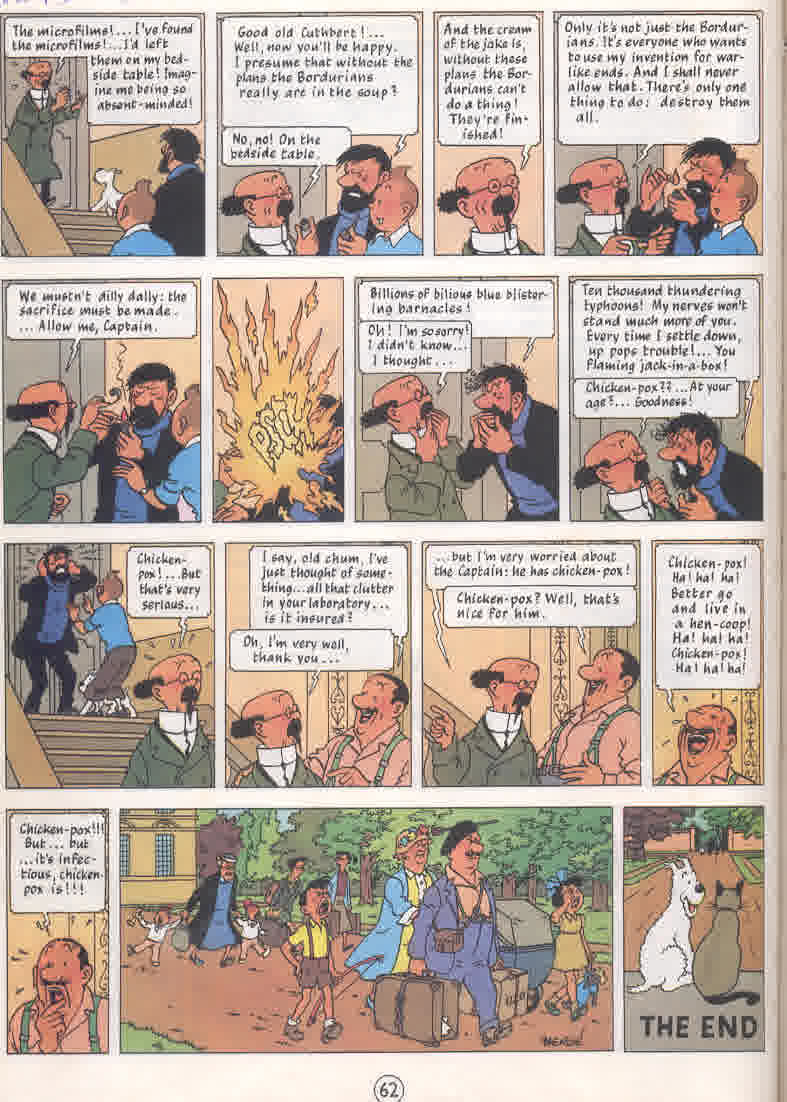 The microfilms!... I've found
the microfilms!...I'd left
them on my bed-
side table! Imag-
ine me being so
absent-minded!
Good old Cuthbert!...
Well, now you'll be happy.
I presume that without the
plans the Bordurians
really are in the soup?
No, no! On the
bedside table.
And the cream
of the joke is,
without these
plans the Bor-
durians can't
do a thing!
They're fin-
ished!
Only it's not just the Bordur-
ians. It's everyone who wants
to use my invention for war-
like ends. And I shall never
allow that. There's only one
thing to do: destroy them
all.
We mustn't dilly dally: the
sacrifice must be made.
... Allow me, Captain.
PSCH
Billions of bilious blue blister-
ing barnacles!
Oh! I'm so sorry!
I didn't know...
I thought...
Ten thousand thundering
typhoons! My nerves won't
stand much more of you.
Every time I settle down,
up pops trouble!... You
flaming jack-in-a-box!
Chicken-pox??...At your
age?... Goodness!
Chicken-
pox!...But
that's very
serious...
I say, old chum, I've
just thought of some-
thing...all that clutter
in your laboratory...
is it insured?
Oh, I'm very well,
thank you...
...but I'm very worried about
the Captain: he has chicken-pox!
Chicken-pox? Well, that's
nice for him.
Chicken-pox!
Ha! ha! ha!
Better go
and live in
a hen-coop!
Ha! ha! ha!
Chicken-pox!
Ha! ha! ha!
Chicken-pox!!!
But... but
...it's infec-
tious, chicken-
pox is!!!
HERGÉ
THE END
62